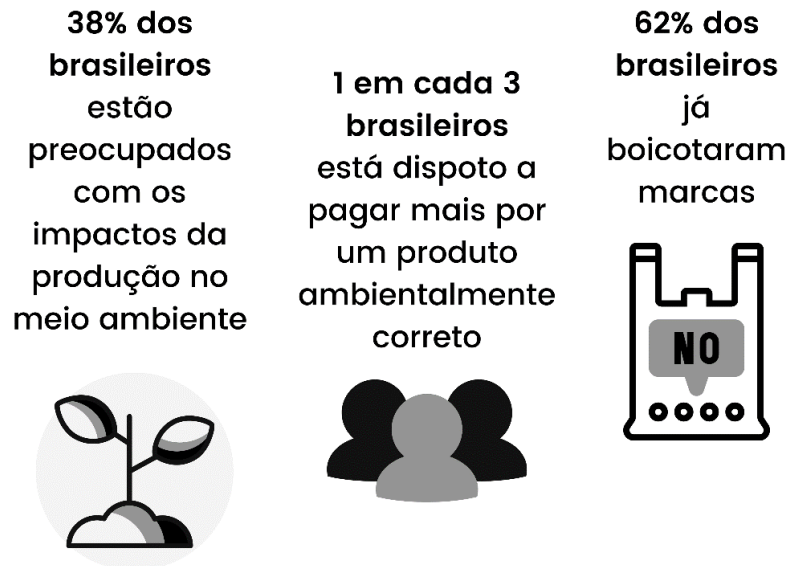 38% dos
brasileiros
estão
preocupados
com os
impactos da
produção no
meio ambiente
1 em cada 3
brasileiros
está dispoto a
pagar mais por
um produto
ambientalmente
correto
62% dos
brasileiros
já
boicotaram
marcas
NO